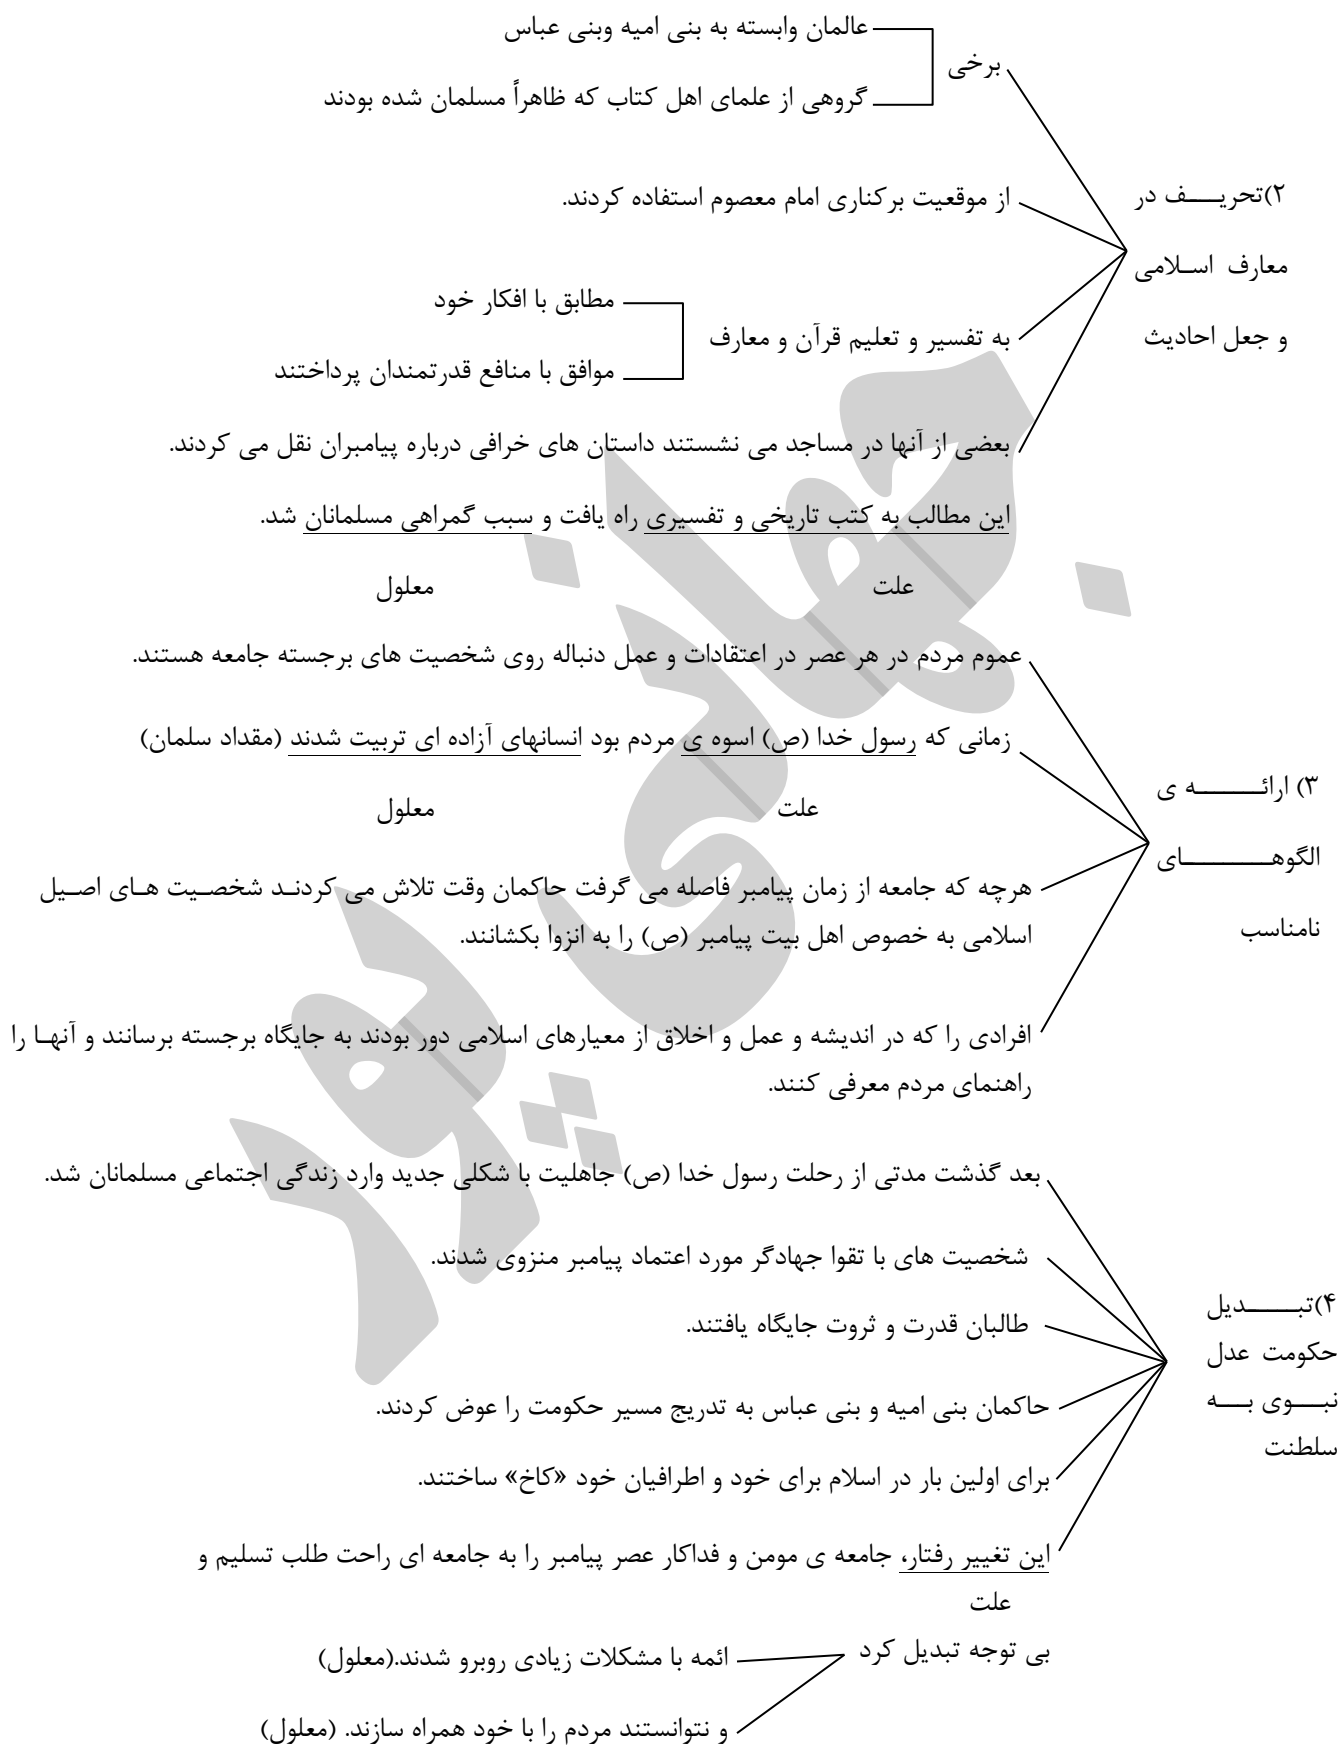 عالمان وابسته به بنی امیه وبنی عباس
برخی
گروهی از علمای اهل کتاب که ظاهراً مسلمان شده بودند
۲)تحریـــف در
معارف اسـلامی
و جعل احادیث
از موقعیت برکناری امام معصوم استفاده کردند.
به تفسیر و تعلیم قرآن و معارف
مطابق با افکار خود
موافق با منافع قدرتمندان پرداختند
بعضی از آنها در مساجد می نشستند داستان های خرافی درباره پیامبران نقل می کردند.
این مطالب به کتب تاریخی و تفسیری راه یافت و سبب گمراهی مسلمانان شد.
علت
معلول
عموم مردم در هر عصر در اعتقادات و عمل دنباله روی شخصیت های برجسته جامعه هستند.
زمانی که رسول خدا (ص) اسوه ی مردم بود انسانهای آزاده ای تربیت شدند (مقداد سلمان)
علت
معلول
۳) ارائـــــــه ی
الگوهـــــــــای
نامناسب
هرچه که جامعه از زمان پیامبر فاصله می گرفت حاکمان وقت تلاش می کردنـد شخصـیت هـای اصـیل
اسلامی به خصوص اهل بیت پیامبر (ص) را به انزوا بکشانند.
افرادی را که در اندیشه و عمل و اخلاق از معیارهای اسلامی دور بودند به جایگاه برجسته برسانند و آنهـا را
راهنمای مردم معرفی کنند.
بعد گذشت مدتی از رحلت رسول خدا (ص) جاهلیت با شکلی جدید وارد زندگی اجتماعی مسلمانان شد.
شخصیت های با تقوا جهادگر مورد اعتماد پیامبر منزوی شدند.
طالبان قدرت و ثروت جایگاه یافتند.
۴)تبـــــدیل
حکومت عدل
نبـــوی بـــه
سلطنت
حاکمان بنی امیه و بنی عباس به تدریج مسیر حکومت را عوض کردند.
برای اولین بار در اسلام برای خود و اطرافیان خود «کاخ» ساختند.
این تغییر رفتار، جامعه ی مومن و فداکار عصر پیامبر را به جامعه ای راحت طلب تسلیم و
علت
بی توجه تبدیل کرد
ائمه با مشکلات زیادی روبرو شدند.(معلول)
و نتوانستند مردم را با خود همراه سازند. (معلول)
جهانی پور